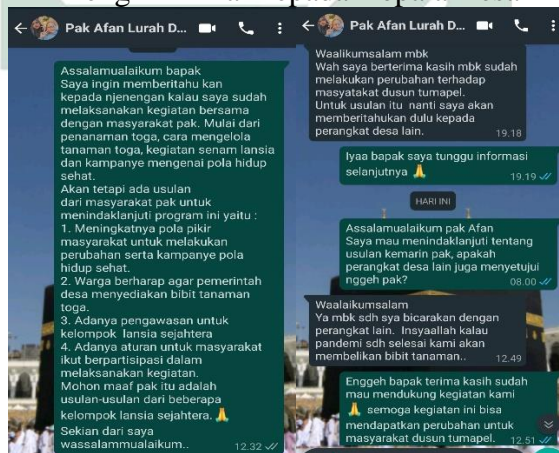 Pak Afan Lurah D...
Assalamualaikum bapak
Saya ingin memberitahu kan
kepada njenengan kalau saya sudah
melaksanakan kegiatan bersama
dengan masyarakat pak. Mulai dari
penanaman toga, cara mengelola
tanaman toga, kegiatan senam lansia
dan kampanye mengenai pola hidup
sehat.
Akan tetapi ada usulan
dari masyarakat pak untuk
menindaklanjuti program ini yaitu :
1. Meningkatnya pola pikir
masyarakat untuk melakukan
perubahan serta kampanye pola
hidup sehat.
2. Warga berharap agar pemerintah
desa menyediakan bibit tanaman
toga.
3. Adanya pengawasan untuk
kelompok lansia sejahtera
4. Adanya aturan untuk masyarakat
ikut berpartisipasi dalam
melaksanakan kegiatan.
Mohon maaf pak itu adalah
usulan-usulan dari beberapa
kelompok lansia sejahtera. 🙏
Sekian dari saya
wassalammualaikum.. 12.32
Pak Afan Lurah D...
Waalikumsalam mbk
Wah saya berterima kasih mbk sudah
melakukan perubahan terhadap
masyatakat dusun tumapel.
Untuk usulan itu nanti saya akan
memberitahukan dulu kepada
perangkat desa lain. 19.18
Iyaa bapak saya tunggu informasi
selanjutnya 🙏 19.19
HARI INI
Assalamualaikum pak Afan
Saya mau menindaklanjuti tentang
usulan kemarin pak, apakah
perangkat desa lain juga menyetujui
nggeh pak? 08.00
Waalaikumsalam
Ya mbk sdh sya bicarakan dengan
perangkat lain. Insyaallah kalau
pandemi sdh selesai kami akan
membelikan bibit tanaman.. 12.49
Enggeh bapak terima kasih sudah
mau mendukung kegiatan kami
🙏 semoga kegiatan ini bisa
mendapatkan perubahan untuk
masyarakat dusun tumapel. 12.51